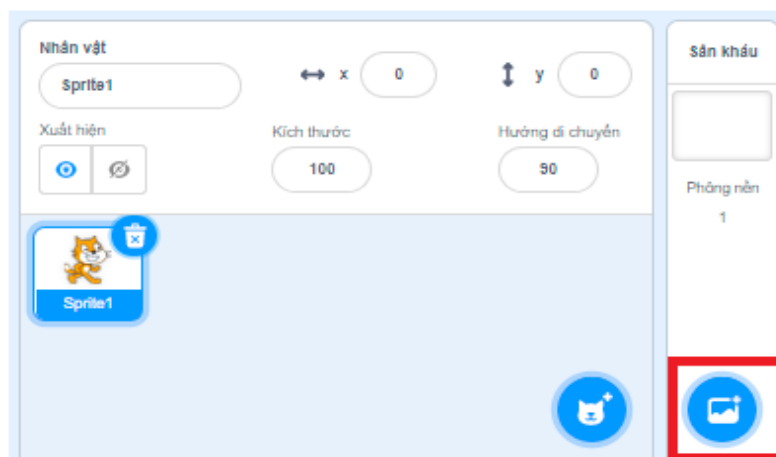 Nhân vật
Sprite1
x 0
y 0
Sân khấu
Xuất hiện
Kích thước
100
Hướng di chuyển
90
Phông nền
1
Sprite1